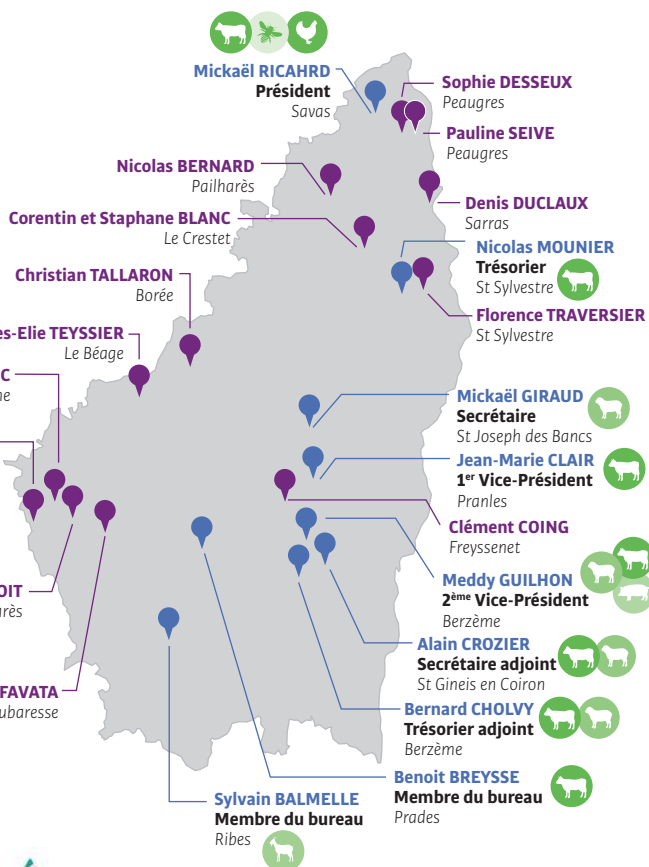 Mickaël RICAHRD
Président
Savas
Sophie DESSEUX
Peaugres
Pauline SEIVE
Peaugres
Nicolas BERNARD
Pailharès
Denis DUCLAUX
Sarras
Corentin et Staphane BLANC
Le Crestet
Nicolas MOUNIER
Trésorier
St Sylvestre
Christian TALLARON
Borée
Florence TRAVERSIER
St Sylvestre
es-Elie TEYSSIER
Le Béage
C
ne
Mickaël GIRAUD
Secrétaire
St Joseph des Bancs
Jean-Marie CLAIR
1er Vice-Président
Pranles
Clément COING
Freyssenet
Meddy GUILHON
2ème Vice-Président
Berzème
OIT
arès
Alain CROZIER
Secrétaire adjoint
St Gineis en Coiron
FAVATA
ubaresse
Bernard CHOLVY
Trésorier adjoint
Berzème
Benoit BREYSSE
Membre du bureau
Prades
Sylvain BALMELLE
Membre du bureau
Ribes